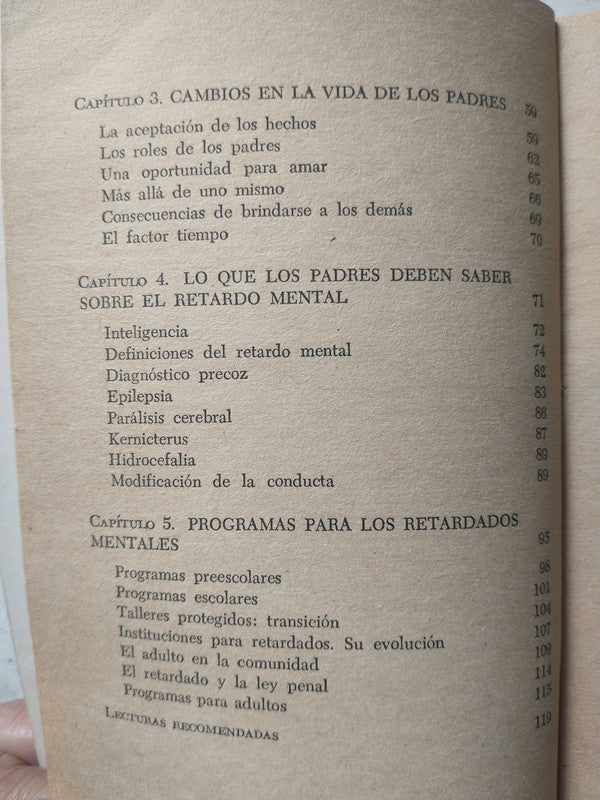 Capítulo 3. CAMBIOS EN LA VIDA DE LOS PADRES 59
La aceptación de los hechos 59
Los roles de los padres 62
Una oportunidad para amar 65
Más allá de uno mismo 66
Consecuencias de brindarse a los demás 69
El factor tiempo 70
Capítulo 4. LO QUE LOS PADRES DEBEN SABER
SOBRE EL RETARDO MENTAL 71
Inteligencia 72
Definiciones del retardo mental 74
Diagnóstico precoz 82
Epilepsia 83
Parálisis cerebral 86
Kernicterus 87
Hidrocefalia 89
Modificación de la conducta 89
Capítulo 5. PROGRAMAS PARA LOS RETARDADOS
MENTALES 95
Programas preescolares 98
Programas escolares 101
Talleres protegidos: transición 104
Instituciones para retardados. Su evolución 107
El adulto en la comunidad 109
El retardado y la ley penal 114
Programas para adultos 115
Lecturas recomendadas 119